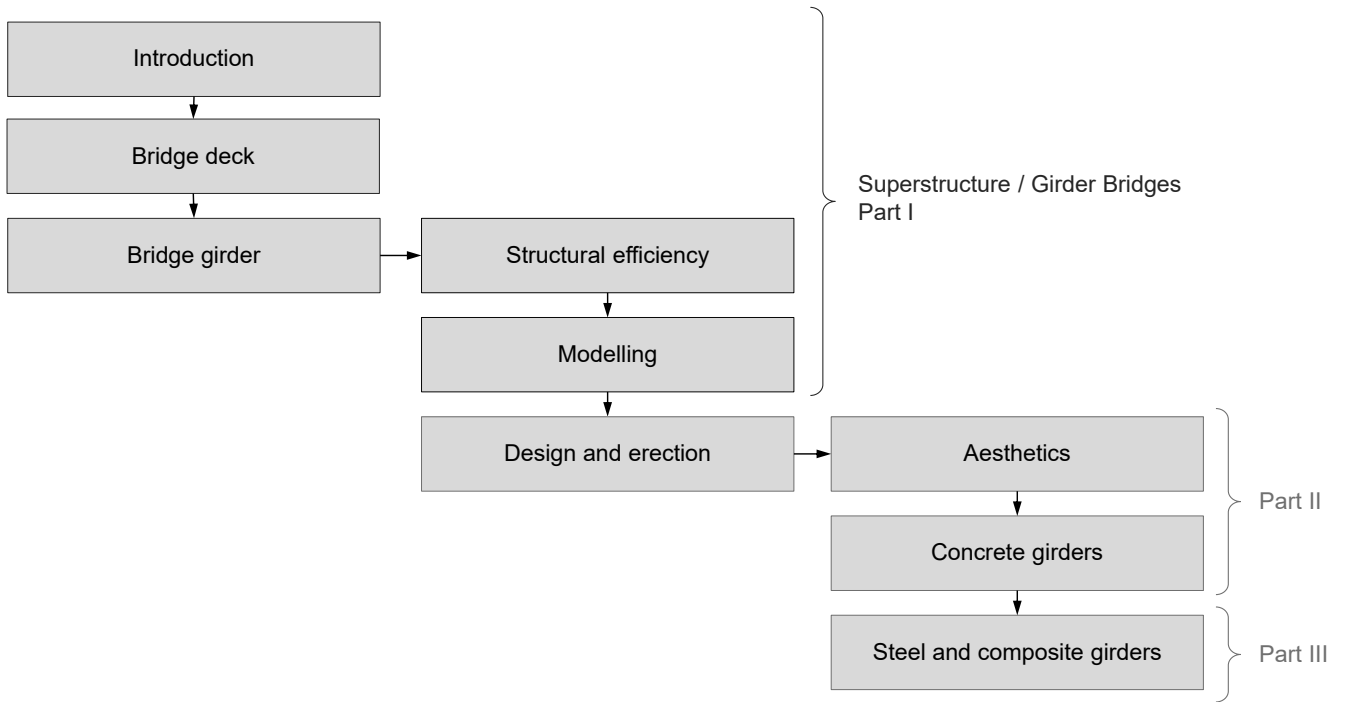 Introduction
Bridge deck
Superstructure / Girder Bridges
Part I
Bridge girder
Structural efficiency
Modelling
Design and erection
Aesthetics
Part II
Concrete girders
Steel and composite girders
Part III